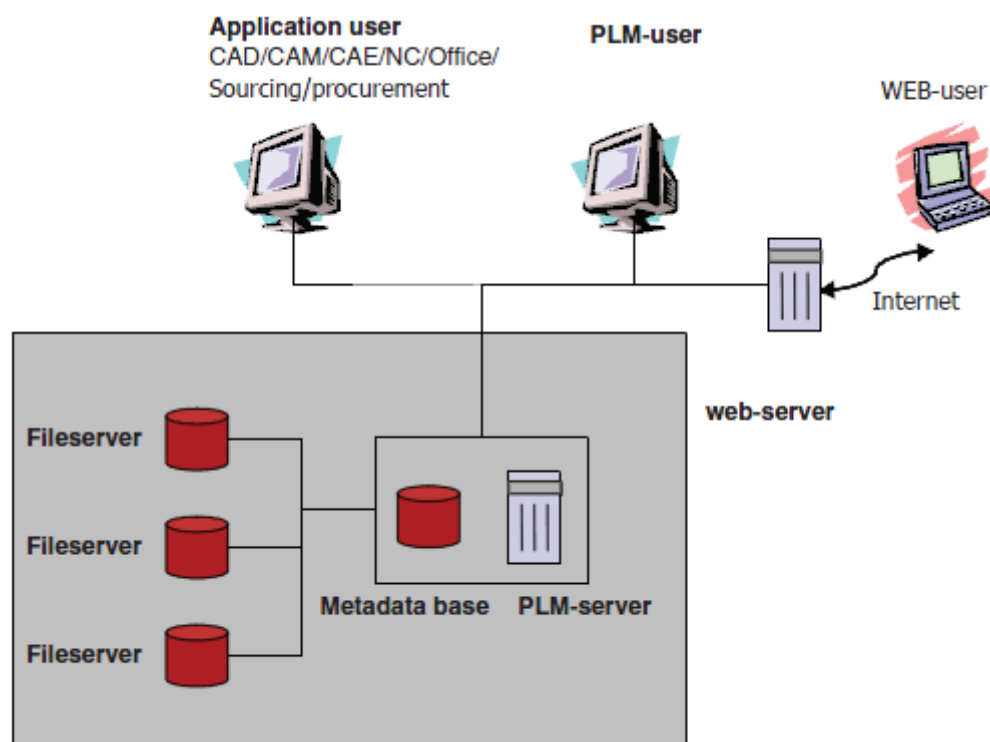 Application user
CAD/CAM/CAE/NC/Office/
Sourcing/procurement
PLM-user
WEB-user
Internet
web-server
Fileserver
Fileserver
Fileserver
Metadata base
PLM-server